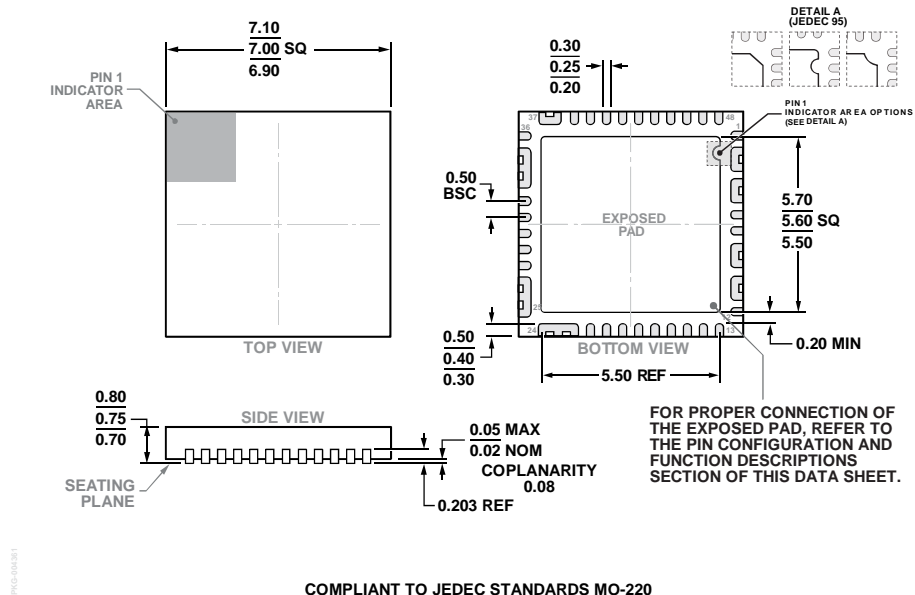 DETAIL A
(JEDEC 95)
7.10
7.00 SQ
6.90
0.30
0.25
0.20
PIN 1
INDICATOR
AREA
PIN 1
INDICATOR AREA OPTIONS
(SEE DETAIL A)
37
48
36
1
0.50
BSC
EXPOSED
PAD
5.70
5.60 SQ
5.50
25
12
24
13
TOP VIEW
BOTTOM VIEW
0.50
0.40
0.30
0.20 MIN
5.50 REF
0.80
0.75
0.70
SIDE VIEW
0.05 MAX
0.02 NOM
COPLANARITY
0.08
SEATING
PLANE
0.203 REF
FOR PROPER CONNECTION OF
THE EXPOSED PAD, REFER TO
THE PIN CONFIGURATION AND
FUNCTION DESCRIPTIONS
SECTION OF THIS DATA SHEET.
PKG-004361
COMPLIANT TO JEDEC STANDARDS MO-220